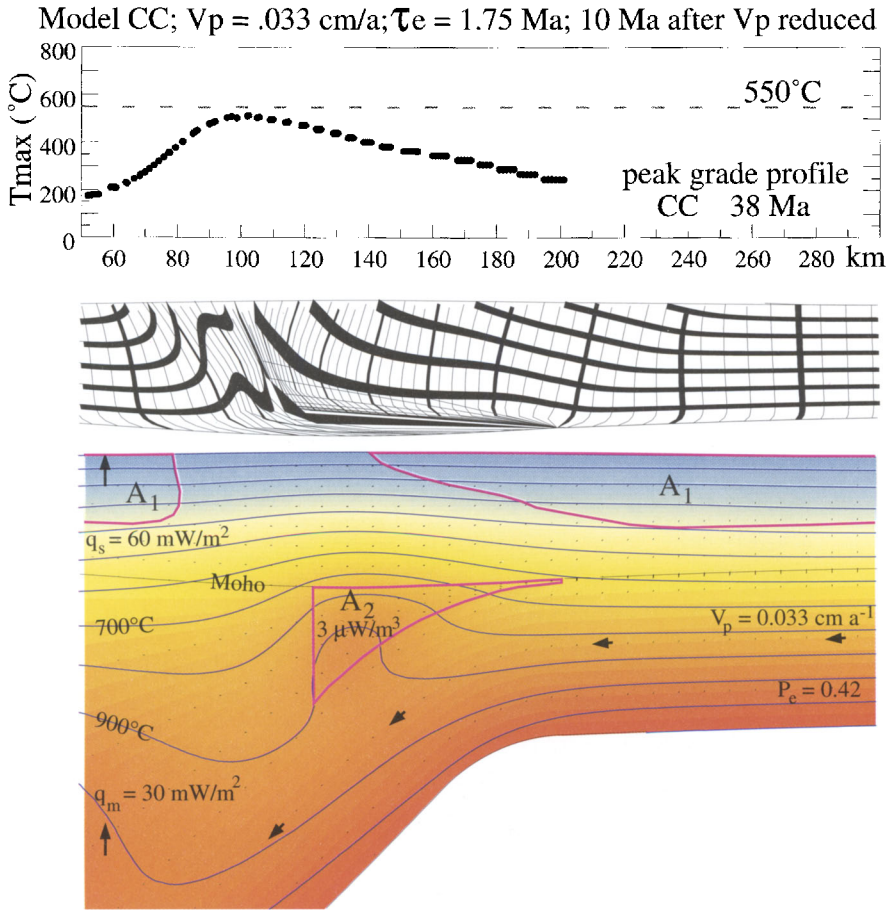 Model CC; Vp = .033 cm/a; τe = 1.75 Ma; 10 Ma after Vp reduced
Tmax (°C)
800
600
400
200
0
550°C
peak grade profile
CC 38 Ma
60 80 100 120 140 160 180 200 220 240 260 280 km
A1
A1
qs = 60 mW/m2
Moho
A2
3 μW/m3
700°C
Vp = 0.033 cm a-1
Pe = 0.42
900°C
qm = 30 mW/m2